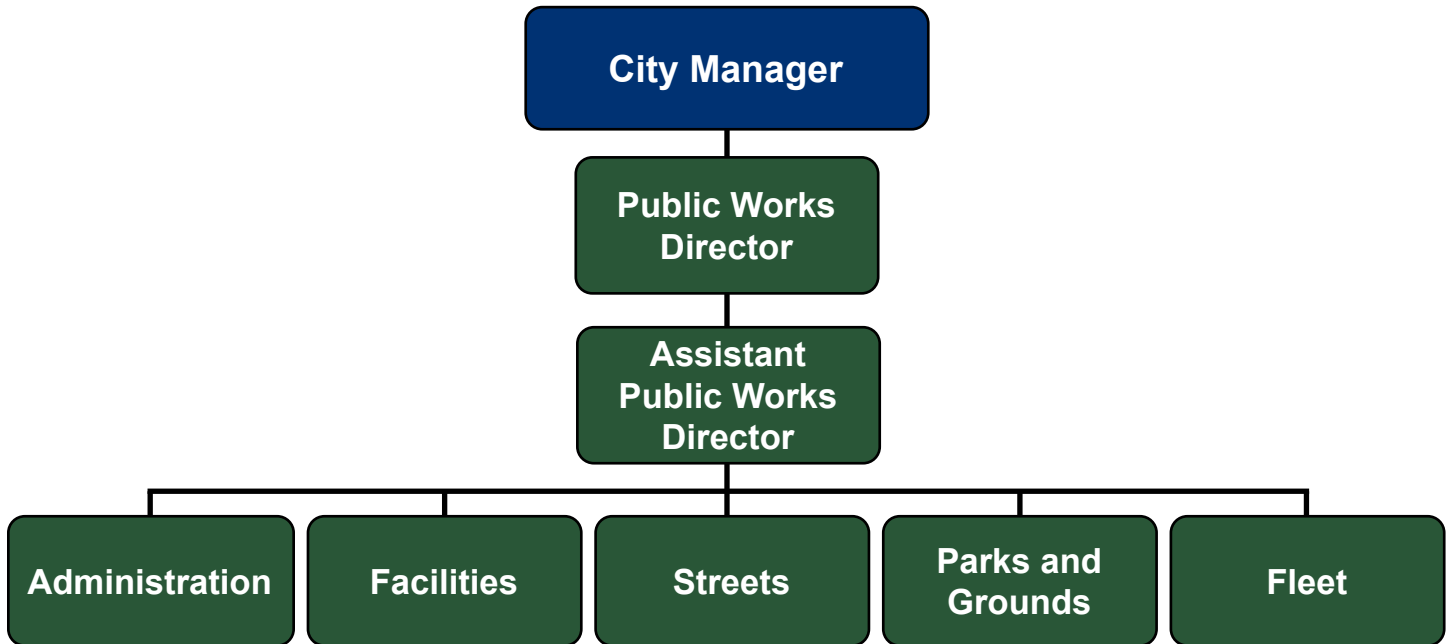 City Manager
Public Works
Director
Assistant
Public Works
Director
Administration
Facilities
Streets
Parks and
Grounds
Fleet